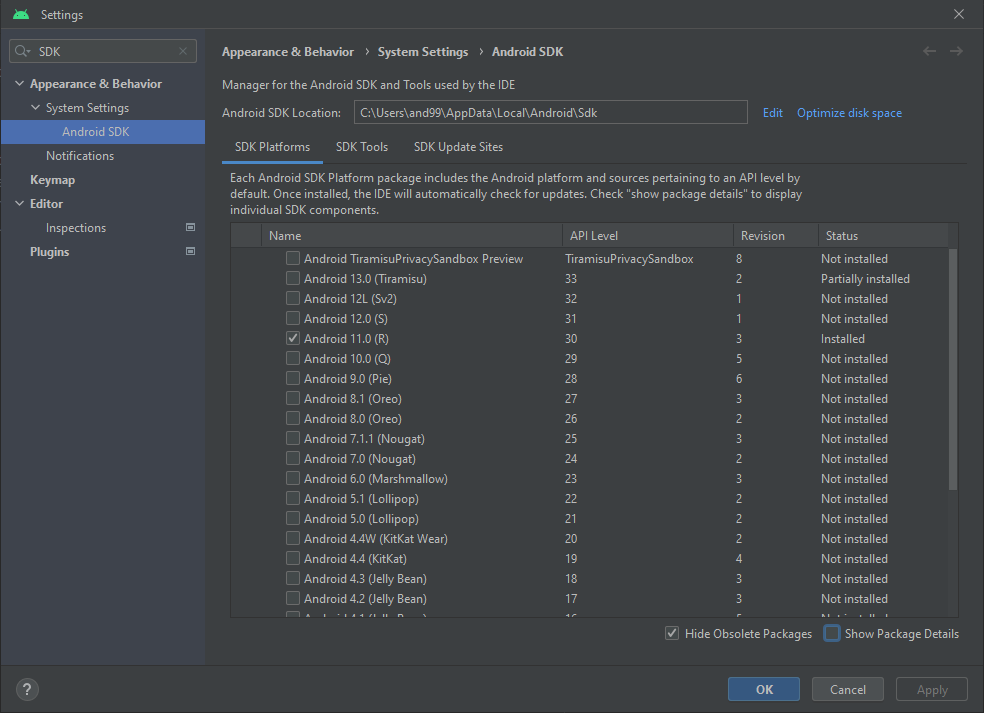 Settings
SDK
Appearance & Behavior
System Settings
Android SDK
Notifications
Keymap
Editor
Inspections
Plugins
Appearance & Behavior › System Settings › Android SDK
Manager for the Android SDK and Tools used by the IDE
Android SDK Location: C:\Users\and99\AppData\Local\Android\Sdk Edit Optimize disk space
SDK Platforms SDK Tools SDK Update Sites
Each Android SDK Platform package includes the Android platform and sources pertaining to an API level by
default. Once installed, the IDE will automatically check for updates. Check "show package details" to display
individual SDK components.
Name API Level Revision Status
Android TiramisuPrivacySandbox Preview TiramisuPrivacySandbox 8 Not installed
Android 13.0 (Tiramisu) 33 2 Partially installed
Android 12L (Sv2) 32 1 Not installed
Android 12.0 (S) 31 1 Not installed
Android 11.0 (R) 30 3 Installed
Android 10.0 (Q) 29 5 Not installed
Android 9.0 (Pie) 28 6 Not installed
Android 8.1 (Oreo) 27 3 Not installed
Android 8.0 (Oreo) 26 2 Not installed
Android 7.1.1 (Nougat) 25 3 Not installed
Android 7.0 (Nougat) 24 2 Not installed
Android 6.0 (Marshmallow) 23 3 Not installed
Android 5.1 (Lollipop) 22 2 Not installed
Android 5.0 (Lollipop) 21 2 Not installed
Android 4.4W (KitKat Wear) 20 2 Not installed
Android 4.4 (KitKat) 19 4 Not installed
Android 4.3 (Jelly Bean) 18 3 Not installed
Android 4.2 (Jelly Bean) 17 3 Not installed
Hide Obsolete Packages Show Package Details
? OK Cancel Apply